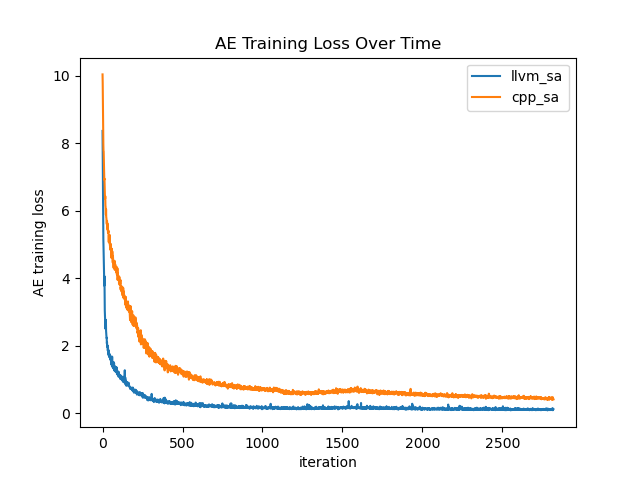 AE Training Loss Over Time
llvm_sa
cpp_sa
10
8
6
4
2
0
AE training loss
0 500 1000 1500 2000 2500
iteration